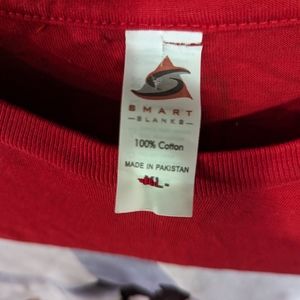 SMART
BLANKS
100% Cotton
MADE IN PAKISTAN